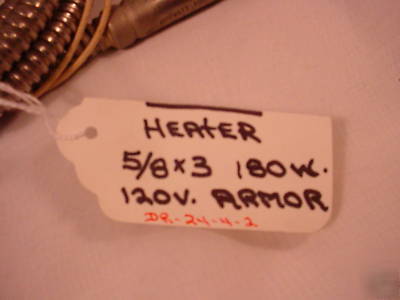 HEATER
5/8 x 3 180W.
120V. ARMOR
DR-24-4-2